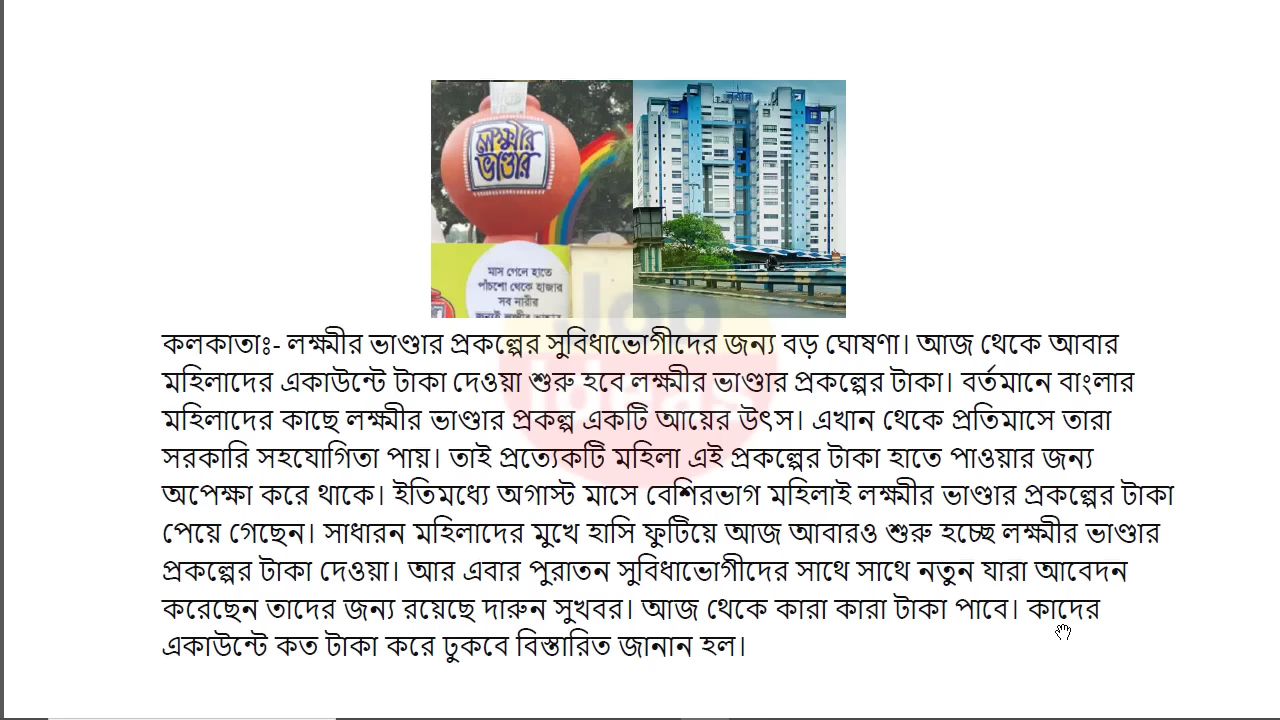 লক্ষ্মীর
ভাণ্ডার
নবান্ন
মাস গেলে হাতে
পাঁচশো থেকে হাজার
সব নারীর
Job
Ideas
কলকাতাঃ- লক্ষ্মীর ভাণ্ডার প্রকল্পের সুবিধাভোগীদের জন্য বড় ঘোষণা। আজ থেকে আবার
মহিলাদের একাউন্টে টাকা দেওয়া শুরু হবে লক্ষ্মীর ভাণ্ডার প্রকল্পের টাকা। বর্তমানে বাংলার
মহিলাদের কাছে লক্ষ্মীর ভাণ্ডার প্রকল্প একটি আয়ের উৎস। এখান থেকে প্রতিমাসে তারা
সরকারি সহযোগিতা পায়। তাই প্রত্যেকটি মহিলা এই প্রকল্পের টাকা হাতে পাওয়ার জন্য
অপেক্ষা করে থাকে। ইতিমধ্যে অগাস্ট মাসে বেশিরভাগ মহিলাই লক্ষ্মীর ভাণ্ডার প্রকল্পের টাকা
পেয়ে গেছেন। সাধারন মহিলাদের মুখে হাসি ফুটিয়ে আজ আবারও শুরু হচ্ছে লক্ষ্মীর ভাণ্ডার
প্রকল্পের টাকা দেওয়া। আর এবার পুরাতন সুবিধাভোগীদের সাথে সাথে নতুন যারা আবেদন
করেছেন তাদের জন্য রয়েছে দারুন সুখবর। আজ থেকে কারা কারা টাকা পাবে। কাদের
একাউন্টে কত টাকা করে ঢুকবে বিস্তারিত জানান হল।